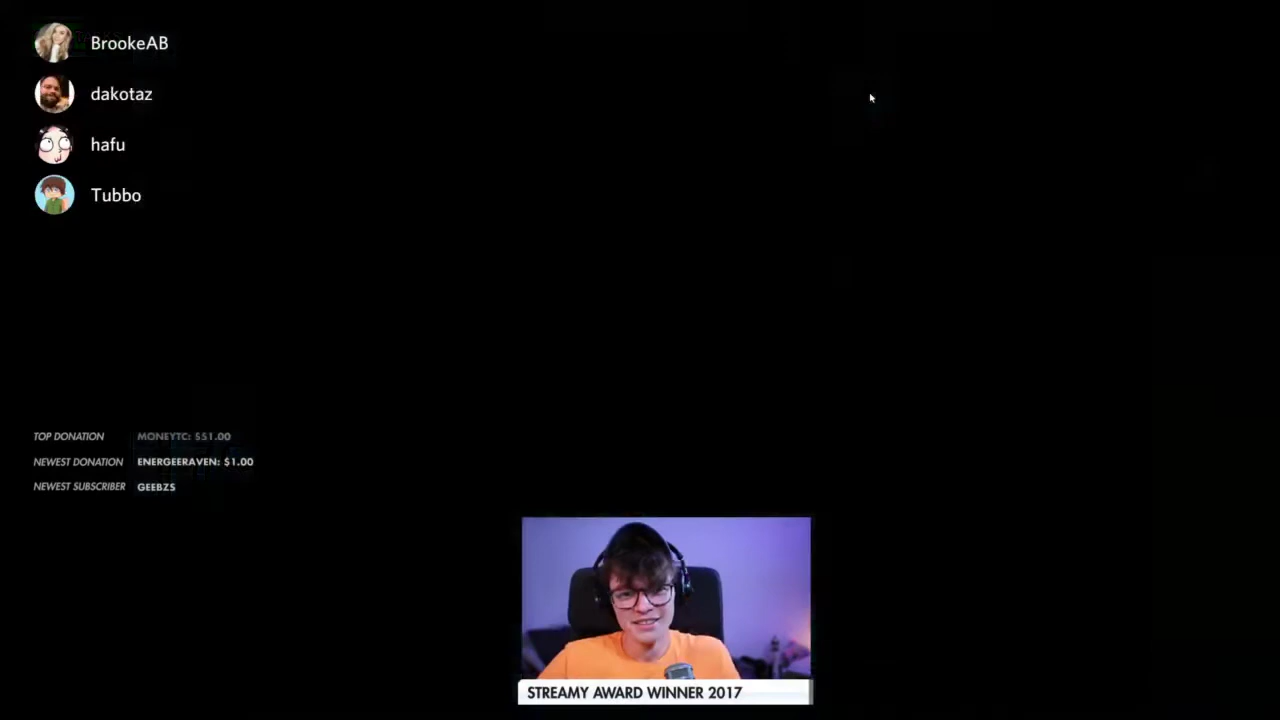 BrookeAB
dakotaz
hafu
Tubbo
TOP DONATION MONEYTC: $51.00
NEWEST DONATION ENERGEERAVEN: $1.00
NEWEST SUBSCRIBER GEEBZS
STREAMY AWARD WINNER 2017